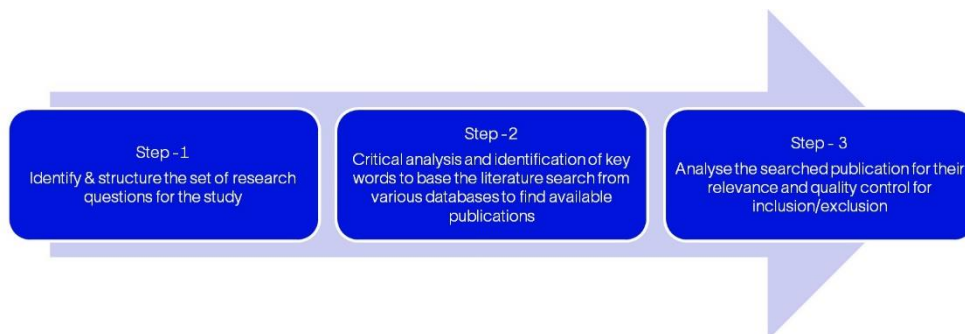 Step -1
Identify & structure the set of research
questions for the study
Step -2
Critical analysis and identification of key
words to base the literature search from
various databases to find available
publications
Step - 3
Analyse the searched publication for their
relevance and quality control for
inclusion/exclusion